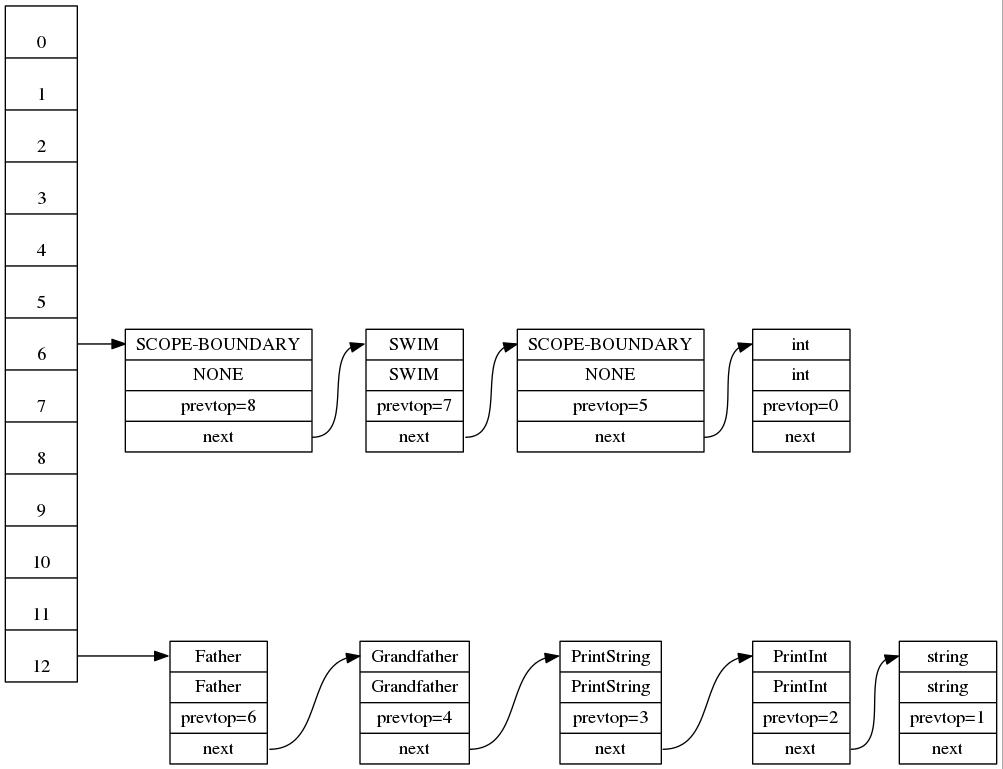 0
1
2
3
4
5
6
7
8
9
10
11
12
SCOPE-BOUNDARY
NONE
prevtop=8
next
SWIM
SWIM
prevtop=7
next
SCOPE-BOUNDARY
NONE
prevtop=5
next
int
int
prevtop=0
next
Father
Father
prevtop=6
next
Grandfather
Grandfather
prevtop=4
next
PrintString
PrintString
prevtop=3
next
PrintInt
PrintInt
prevtop=2
next
string
string
prevtop=1
next